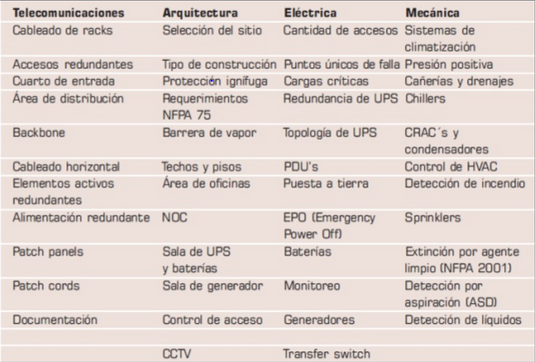 Telecomunicaciones Arquitectura Eléctrica Mecánica
Cableado de racks Selección del sitio Cantidad de accesos Sistemas de
climatización
Accesos redundantes Tipo de construcción Puntos únicos de falla Presión positiva
Cuarto de entrada Protección ignífuga Cargas críticas Cañerías y drenajes
Área de distribución Requerimientos Redundancia de UPS Chillers
NFPA 75
Backbone Barrera de vapor Topología de UPS CRAC´s y
condensadores
Cableado horizontal Techos y pisos PDU's Control de HVAC
Elementos activos Área de oficinas Puesta a tierra Detección de incendio
redundantes
Alimentación redundante NOC EPO (Emergency Sprinklers
Power Off)
Patch panels Sala de UPS Baterías Extinción por agente
y baterías limpio (NFPA 2001)
Patch cords Sala de generador Monitoreo Detección por
aspiración (ASD)
Documentación Control de acceso Generadores Detección de líquidos
CCTV Transfer switch